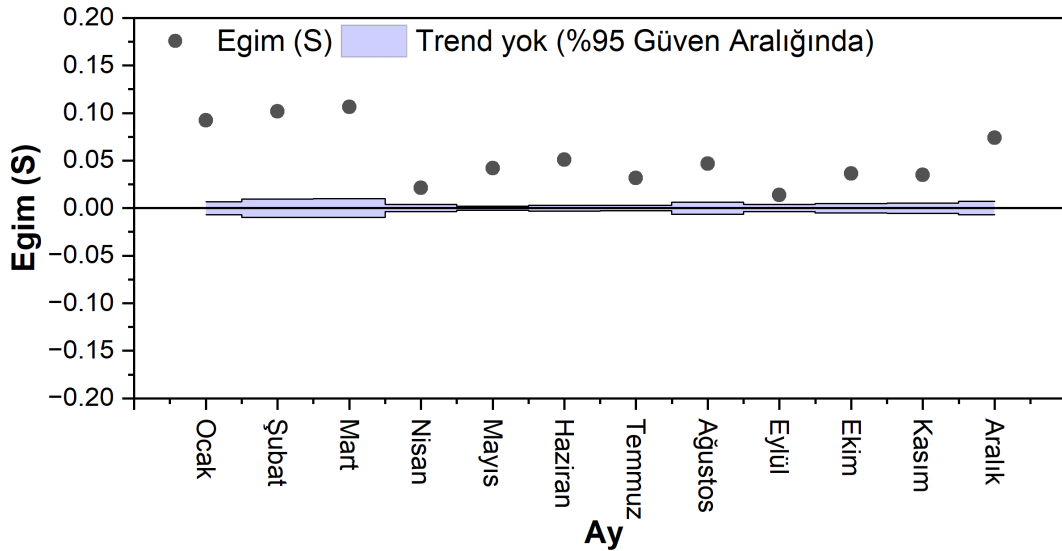 Egim (S) Trend yok (%95 Güven Aralığında)
0.20
0.15
0.10
0.05
0.00
−0.05
−0.10
−0.15
−0.20
Egim (S)
Ocak
Şubat
Mart
Nisan
Mayıs
Haziran
Temmuz
Ağustos
Eylül
Ekim
Kasım
Aralık
Ay